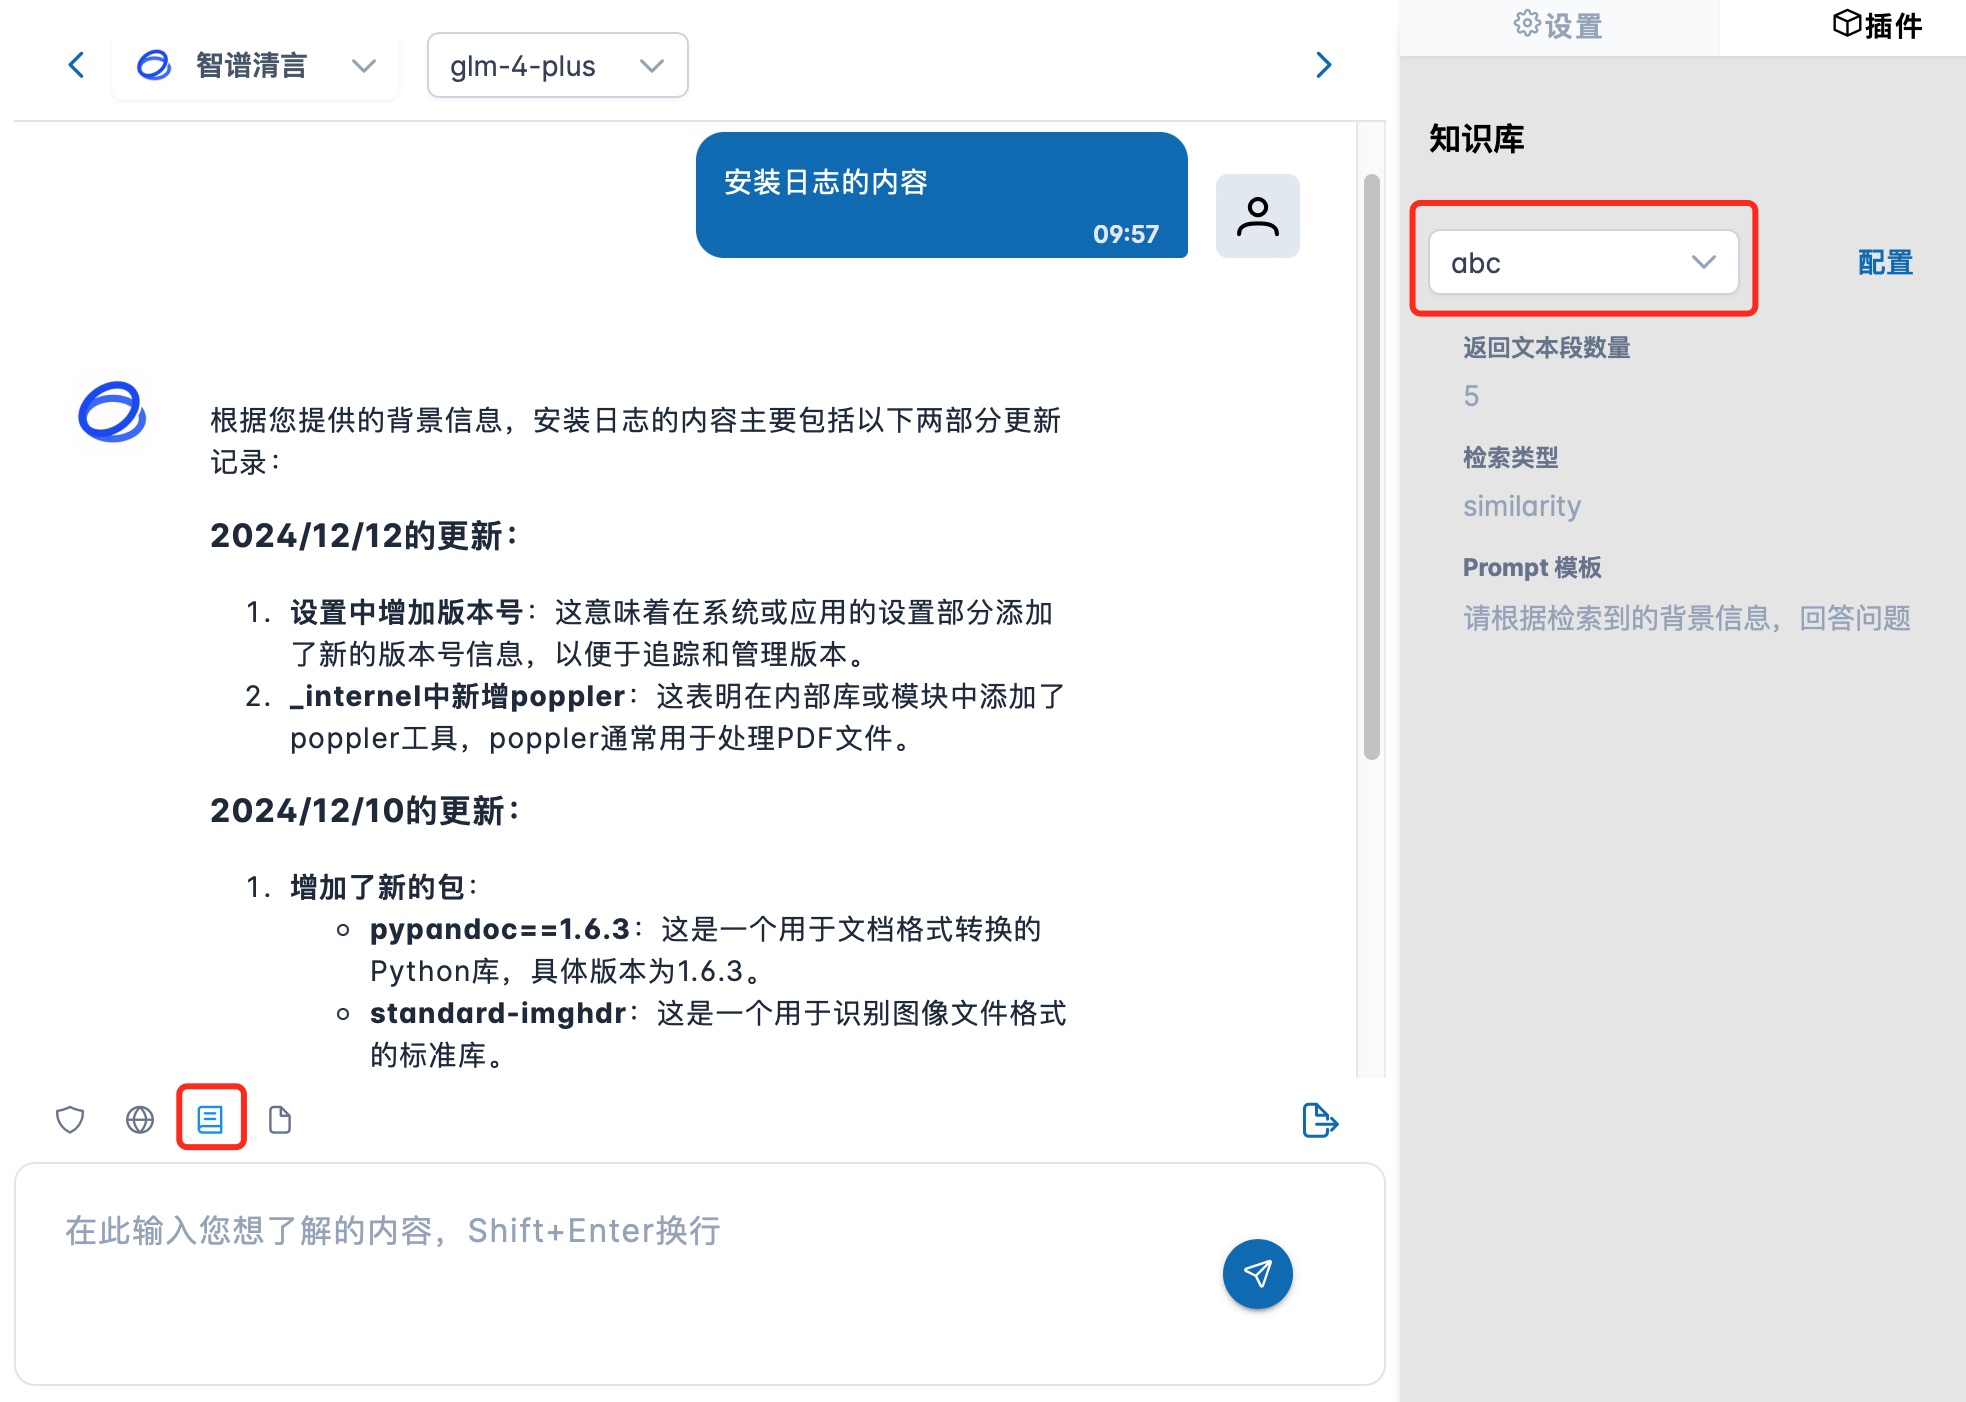 智谱清言
glm-4-plus
设置
插件
安装日志的内容
09:57
根据您提供的背景信息，安装日志的内容主要包括以下两部分更新
记录：
2024/12/12的更新：
1. 设置中增加版本号：这意味着在系统或应用的设置部分添加
了新的版本号信息，以便于追踪和管理版本。
2. _internel中新增poppler：这表明在内部库或模块中添加了
poppler工具，poppler通常用于处理PDF文件。
2024/12/10的更新：
1. 增加了新的包：
pypandoc==1.6.3：这是一个用于文档格式转换的
Python库，具体版本为1.6.3。
standard-imghdr：这是一个用于识别图像文件格式
的标准库。
在此输入您想了解的内容，Shift+Enter换行
知识库
abc
配置
返回文本段数量
5
检索类型
similarity
Prompt 模板
请根据检索到的背景信息，回答问题